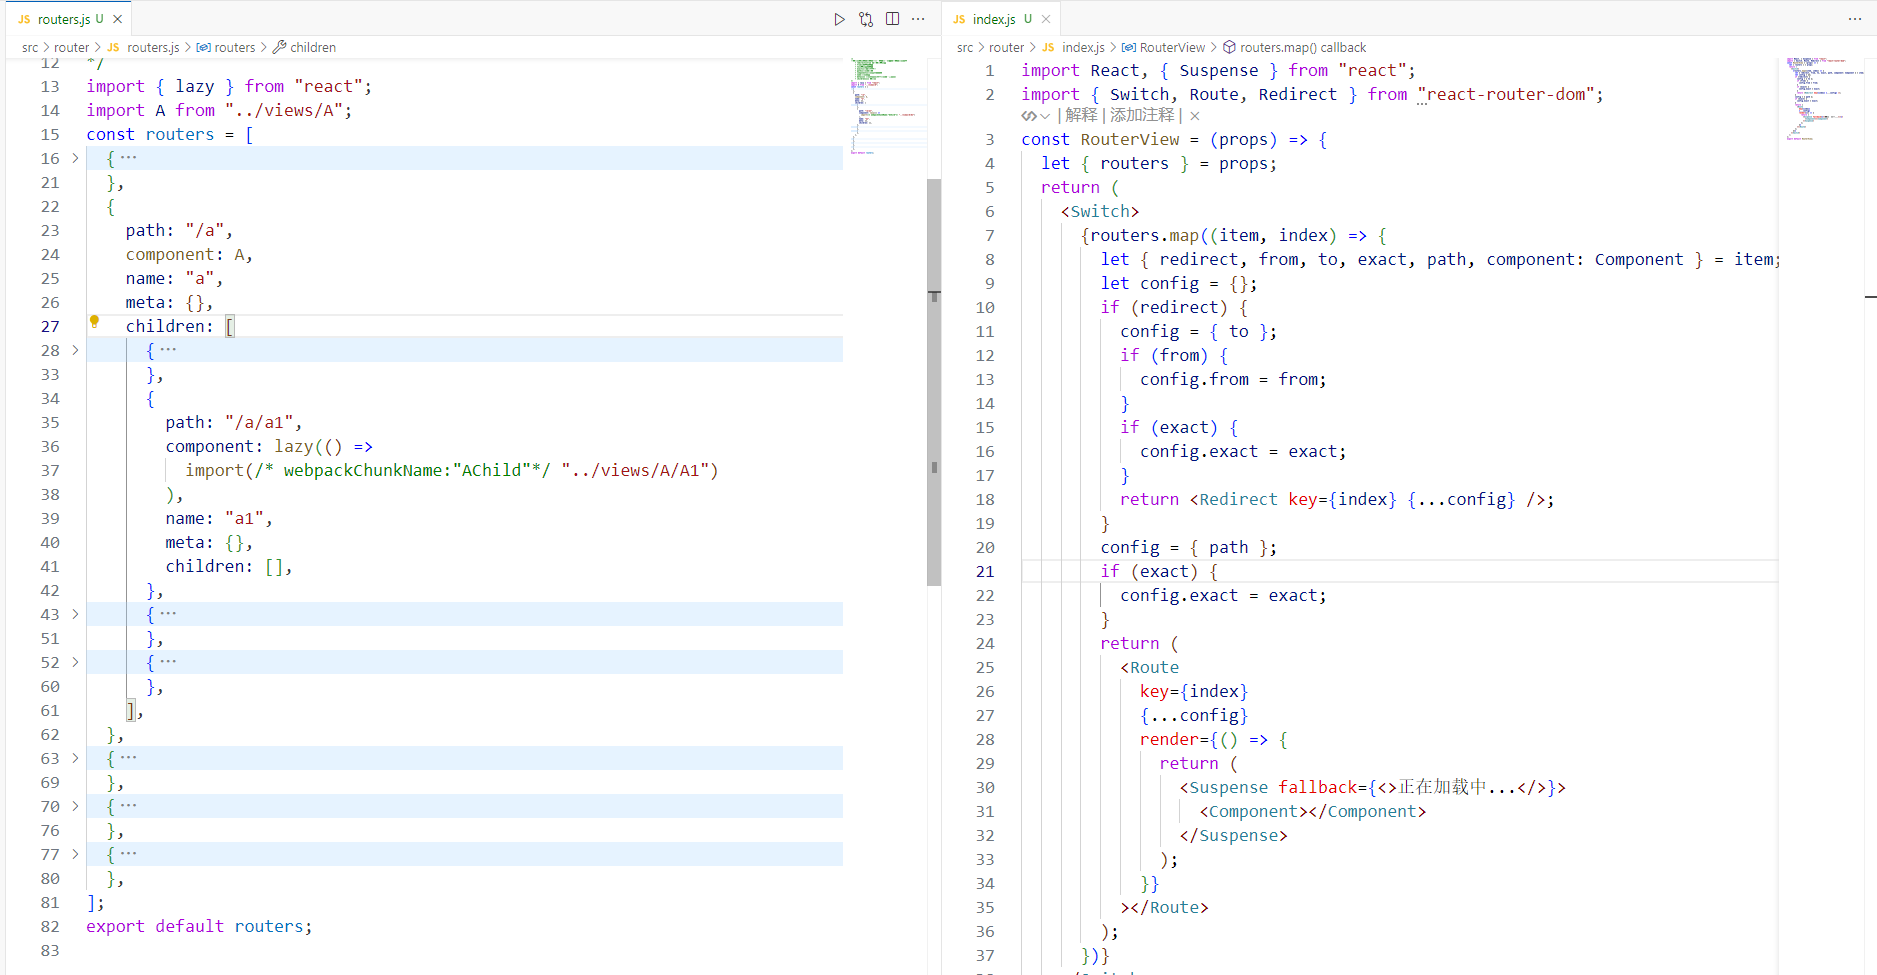 JS routers.js U ×
src > router > JS routers.js > routers > children
12 */
13 import { lazy } from "react";
14 import A from "../views/A";
15 const routers = [
16 > { ···
21 },
22 {
23 path: "/a",
24 component: A,
25 name: "a",
26 meta: {},
27 children: [
28 > { ···
33 },
34 {
35 path: "/a/a1",
36 component: lazy(() =>
37 import(/* webpackChunkName:"AChild"*/ "../views/A/A1")
38 ),
39 name: "a1",
40 meta: {},
41 children: [],
42 },
43 > { ···
51 },
52 > { ···
60 },
61 ],
62 },
63 > { ···
69 },
70 > { ···
76 },
77 > { ···
80 },
81 ];
82 export default routers;
83
JS index.js U ×
src > router > JS index.js > RouterView > routers.map() callback
1 import React, { Suspense } from "react";
2 import { Switch, Route, Redirect } from "react-router-dom";
| 解释 | 添加注释 | ×
3 const RouterView = (props) => {
4 let { routers } = props;
5 return (
6 <Switch>
7 {routers.map((item, index) => {
8 let { redirect, from, to, exact, path, component: Component } = item;
9 let config = {};
10 if (redirect) {
11 config = { to };
12 if (from) {
13 config.from = from;
14 }
15 if (exact) {
16 config.exact = exact;
17 }
18 return <Redirect key={index} {...config} />;
19 }
20 config = { path };
21 if (exact) {
22 config.exact = exact;
23 }
24 return (
25 <Route
26 key={index}
27 {...config}
28 render={() => {
29 return (
30 <Suspense fallback={<>正在加载中...</>}>
31 <Component></Component>
32 </Suspense>
33 );
34 }}
35 ></Route>
36 );
37 })}